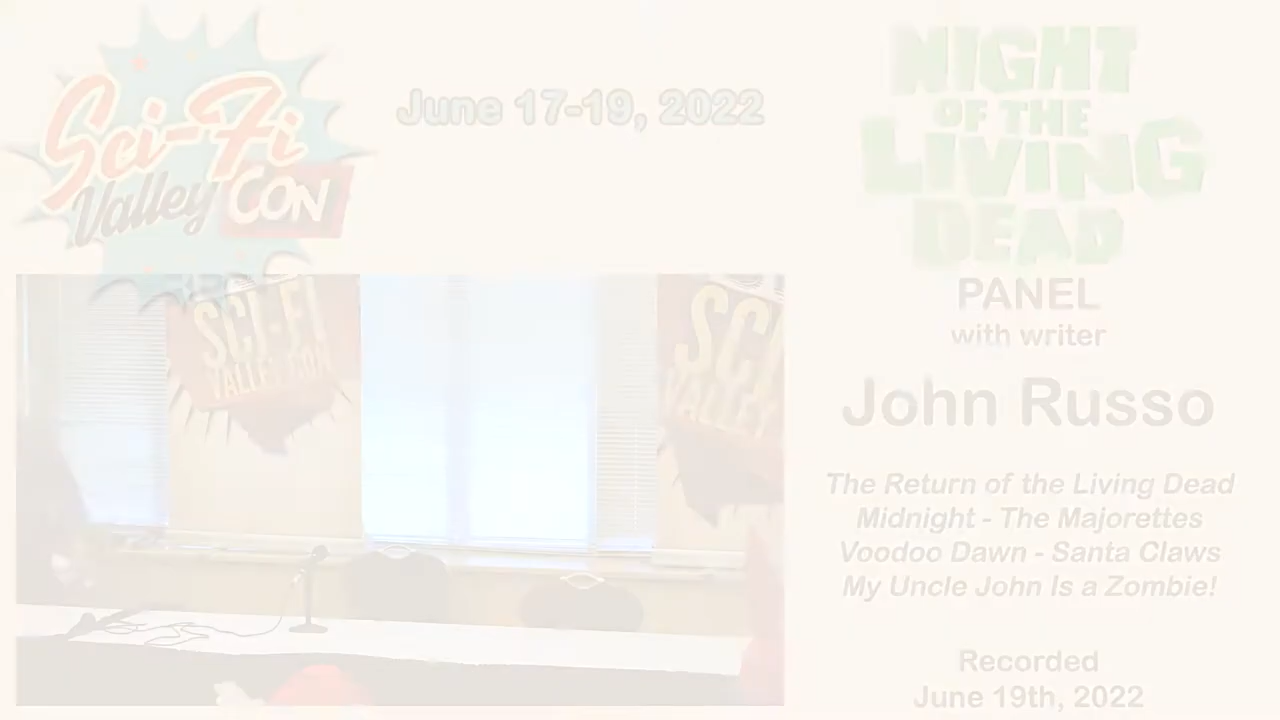 Sci-Fi
Valley CON
June 17-19, 2022
NIGHT
OF THE
LIVING
DEAD
PANEL
with writer
John Russo
The Return of the Living Dead
Midnight - The Majorettes
Voodoo Dawn - Santa Claws
My Uncle John Is a Zombie!
Recorded
June 19th, 2022
SCI-FI
VALLEY CON
SCI
VALLEY